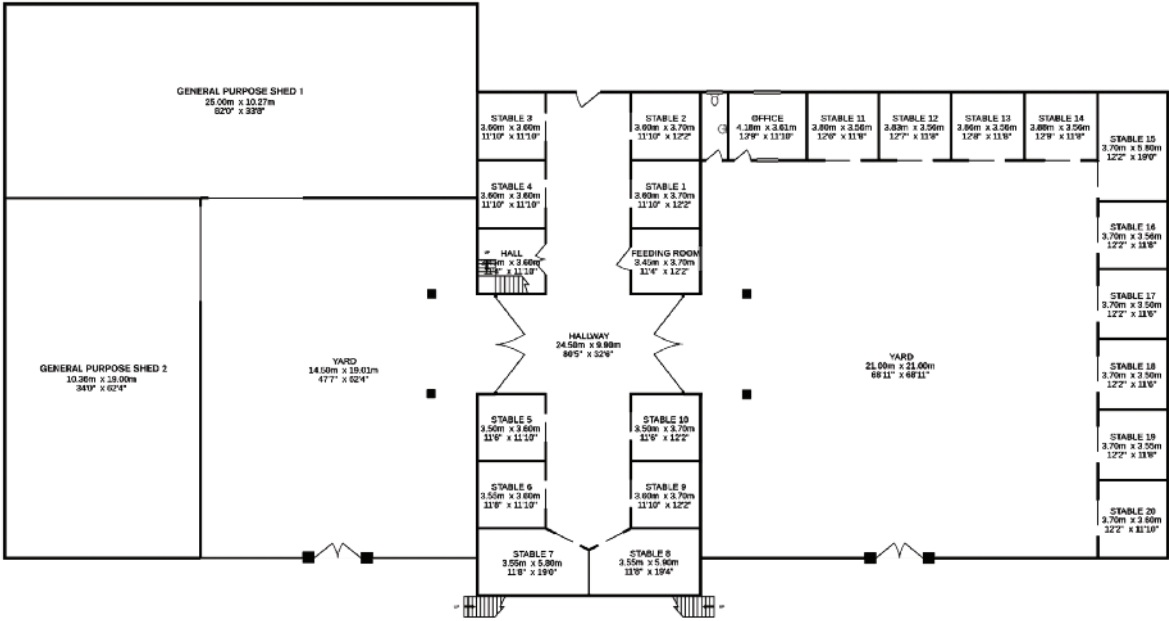 GENERAL PURPOSE SHED 1
25.00m x 10.27m
82'0" x 33'8"
STABLE 3
3.60m x 3.60m
11'10" x 11'10"
STABLE 2
3.60m x 3.70m
11'10" x 12'2"
OFFICE
4.18m x 3.61m
13'9" x 11'10"
STABLE 11
3.80m x 3.56m
12'6" x 11'8"
STABLE 12
3.83m x 3.56m
12'7" x 11'8"
STABLE 13
3.86m x 3.56m
12'8" x 11'8"
STABLE 14
3.88m x 3.56m
12'9" x 11'8"
STABLE 15
3.70m x 5.80m
12'2" x 19'0"
STABLE 4
3.60m x 3.60m
11'10" x 11'10"
STABLE 1
3.60m x 3.70m
11'10" x 12'2"
STABLE 16
3.70m x 3.56m
12'2" x 11'8"
HALL
x 3.60m
x 11'10"
FEEDING ROOM
3.45m x 3.70m
11'4" x 12'2"
STABLE 17
3.70m x 3.50m
12'2" x 11'6"
HALLWAY
24.50m x 9.90m
80'5" x 32'6"
GENERAL PURPOSE SHED 2
10.36m x 19.00m
34'0" x 62'4"
YARD
14.50m x 19.01m
47'7" x 62'4"
YARD
21.00m x 21.00m
68'11" x 68'11"
STABLE 18
3.70m x 3.50m
12'2" x 11'6"
STABLE 5
3.50m x 3.60m
11'6" x 11'10"
STABLE 10
3.50m x 3.70m
11'6" x 12'2"
STABLE 19
3.70m x 3.55m
12'2" x 11'8"
STABLE 6
3.55m x 3.60m
11'8" x 11'10"
STABLE 9
3.60m x 3.70m
11'10" x 12'2"
STABLE 20
3.70m x 3.60m
12'2" x 11'10"
STABLE 7
3.55m x 5.80m
11'8" x 19'0"
STABLE 8
3.55m x 5.90m
11'8" x 19'4"